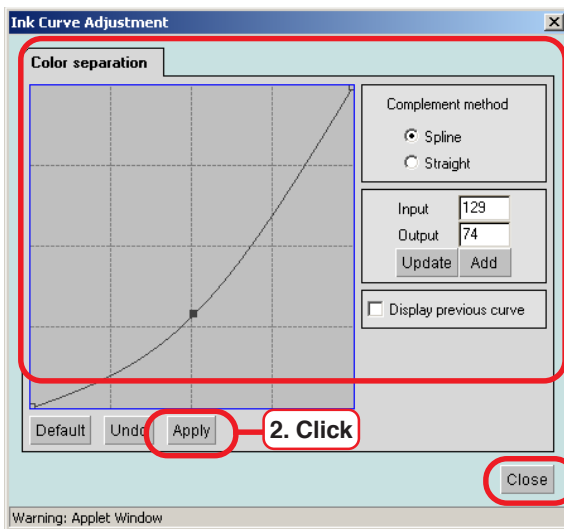 Ink Curve Adjustment
Color separation
Complement method
Spline
Straight
Input 129
Output 74
Update Add
Display previous curve
Default Undo Apply 2. Click
Close
Warning: Applet Window